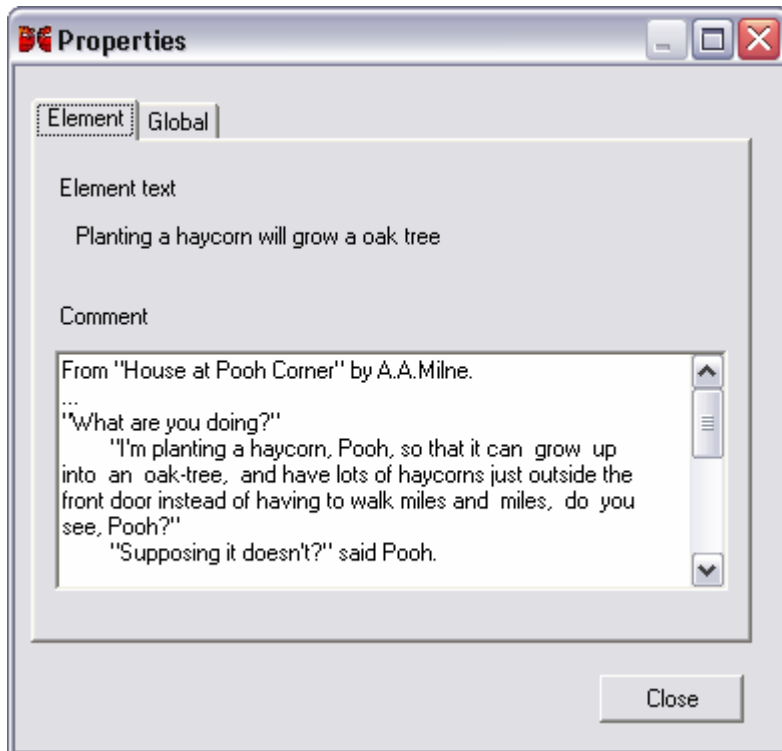 Properties
Element Global
Element text
Planting a haycorn will grow a oak tree
Comment
From "House at Pooh Corner" by A.A.Milne.
...
"What are you doing?"
"I'm planting a haycorn, Pooh, so that it can grow up
into an oak-tree, and have lots of haycorns just outside the
front door instead of having to walk miles and miles, do you
see, Pooh?"
"Supposing it doesn't?" said Pooh.
Close